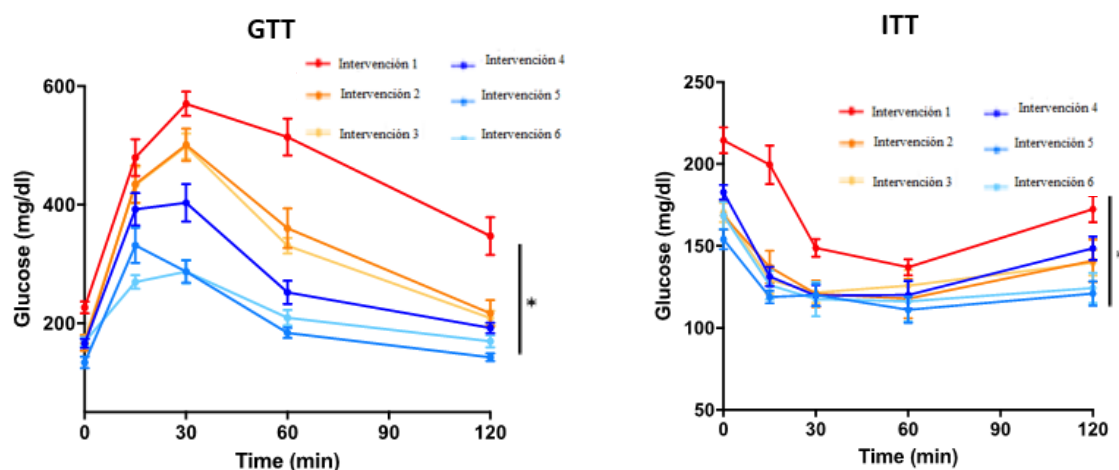 GTT
Intervención 1
Intervención 4
Intervención 2
Intervención 5
Intervención 3
Intervención 6
Glucose (mg/dl)
600
400
200
*
0
30
60
90
120
Time (min)
ITT
Intervención 1
Intervención 4
Intervención 2
Intervención 5
Intervención 3
Intervención 6
Glucose (mg/dl)
250
200
150
100
50
0
30
60
90
120
Time (min)